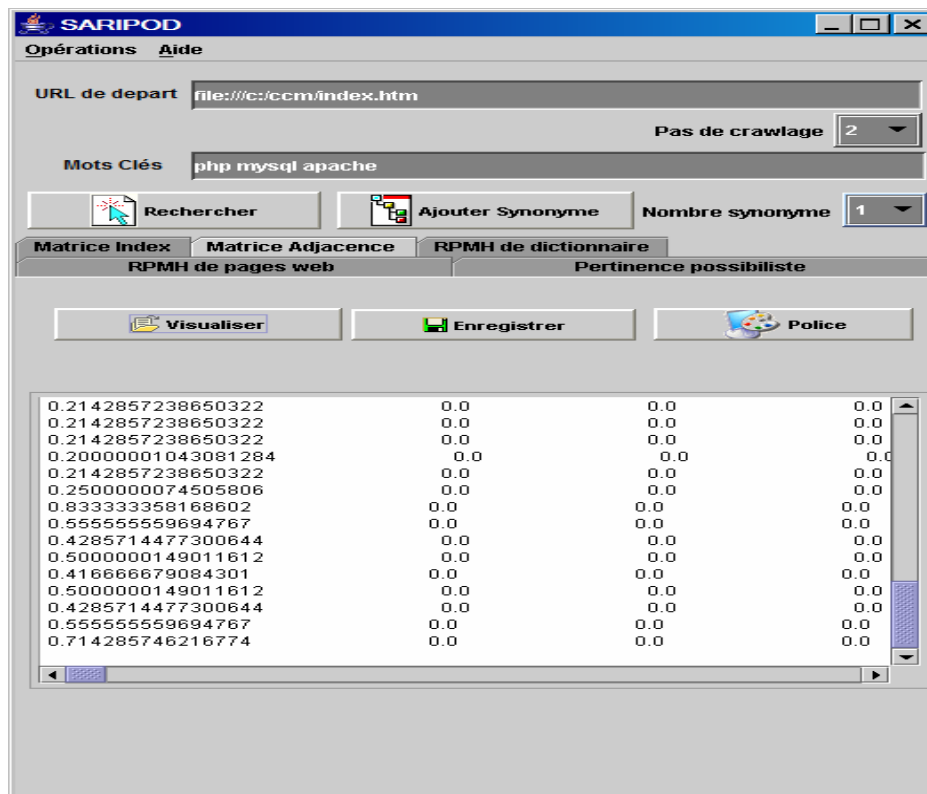 SARIPOD
Opérations Aide
URL de depart file:///c:/ccm/index.htm
Pas de crawlage 2
Mots Clés php mysql apache
Rechercher Ajouter Synonyme Nombre synonyme 1
Matrice Index Matrice Adjacence RPMH de dictionnaire
RPMH de pages web Pertinence possibiliste
Visualiser Enregistrer Police
0.2142857238650322 0.0 0.0 0.0
0.2142857238650322 0.0 0.0 0.0
0.2142857238650322 0.0 0.0 0.0
0.20000001043081284 0.0 0.0 0.0
0.2142857238650322 0.0 0.0 0.0
0.2500000074505806 0.0 0.0 0.0
0.833333358168602 0.0 0.0 0.0
0.555555559694767 0.0 0.0 0.0
0.4285714477300644 0.0 0.0 0.0
0.5000000149011612 0.0 0.0 0.0
0.416666679084301 0.0 0.0 0.0
0.5000000149011612 0.0 0.0 0.0
0.4285714477300644 0.0 0.0 0.0
0.555555559694767 0.0 0.0 0.0
0.714285746216774 0.0 0.0 0.0